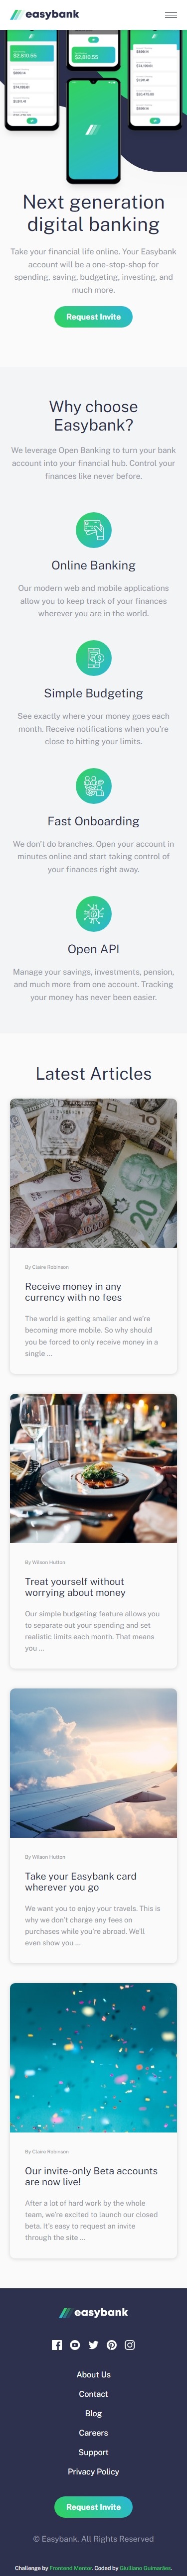 easybank
Next generation
digital banking
Take your financial life online. Your Easybank
account will be a one-stop-shop for
spending, saving, budgeting, investing, and
much more.
Request Invite
Why choose
Easybank?
We leverage Open Banking to turn your bank
account into your financial hub. Control your
finances like never before.
Online Banking
Our modern web and mobile applications
allow you to keep track of your finances
wherever you are in the world.
Simple Budgeting
See exactly where your money goes each
month. Receive notifications when you're
close to hitting your limits.
Fast Onboarding
We don't do branches. Open your account in
minutes online and start taking control of
your finances right away.
Open API
Manage your savings, investments, pension,
and much more from one account. Tracking
your money has never been easier.
Latest Articles
By Claire Robinson
Receive money in any
currency with no fees
The world is getting smaller and we're
becoming more mobile. So why should
you be forced to only receive money in a
single ...
By Wilson Hutton
Treat yourself without
worrying about money
Our simple budgeting feature allows you
to separate out your spending and set
realistic limits each month. That means
you ...
By Wilson Hutton
Take your Easybank card
wherever you go
We want you to enjoy your travels. This is
why we don't charge any fees on
purchases while you're abroad. We'll
even show you ...
By Claire Robinson
Our invite-only Beta accounts
are now live!
After a lot of hard work by the whole
team, we're excited to launch our closed
beta. It's easy to request an invite
through the site ...
easybank
About Us
Contact
Blog
Careers
Support
Privacy Policy
Request Invite
© Easybank. All Rights Reserved
Challenge by Frontend Mentor. Coded by Giulliano Guimarães.